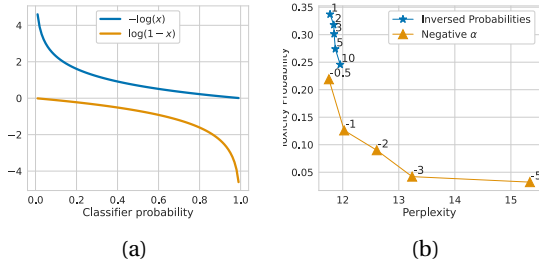 4
2
0
−2
−4
−log(x)
log(1−x)
0.0 0.2 0.4 0.6 0.8 1.0
Classifier probability
(a)
0.35
0.30
0.25
0.20
0.15
0.10
0.05
Probability
Inversed Probabilities
Negative α
1
2
3
5
10
-0.5
-1
-2
-3
-5
12 13 14 15
Perplexity
(b)